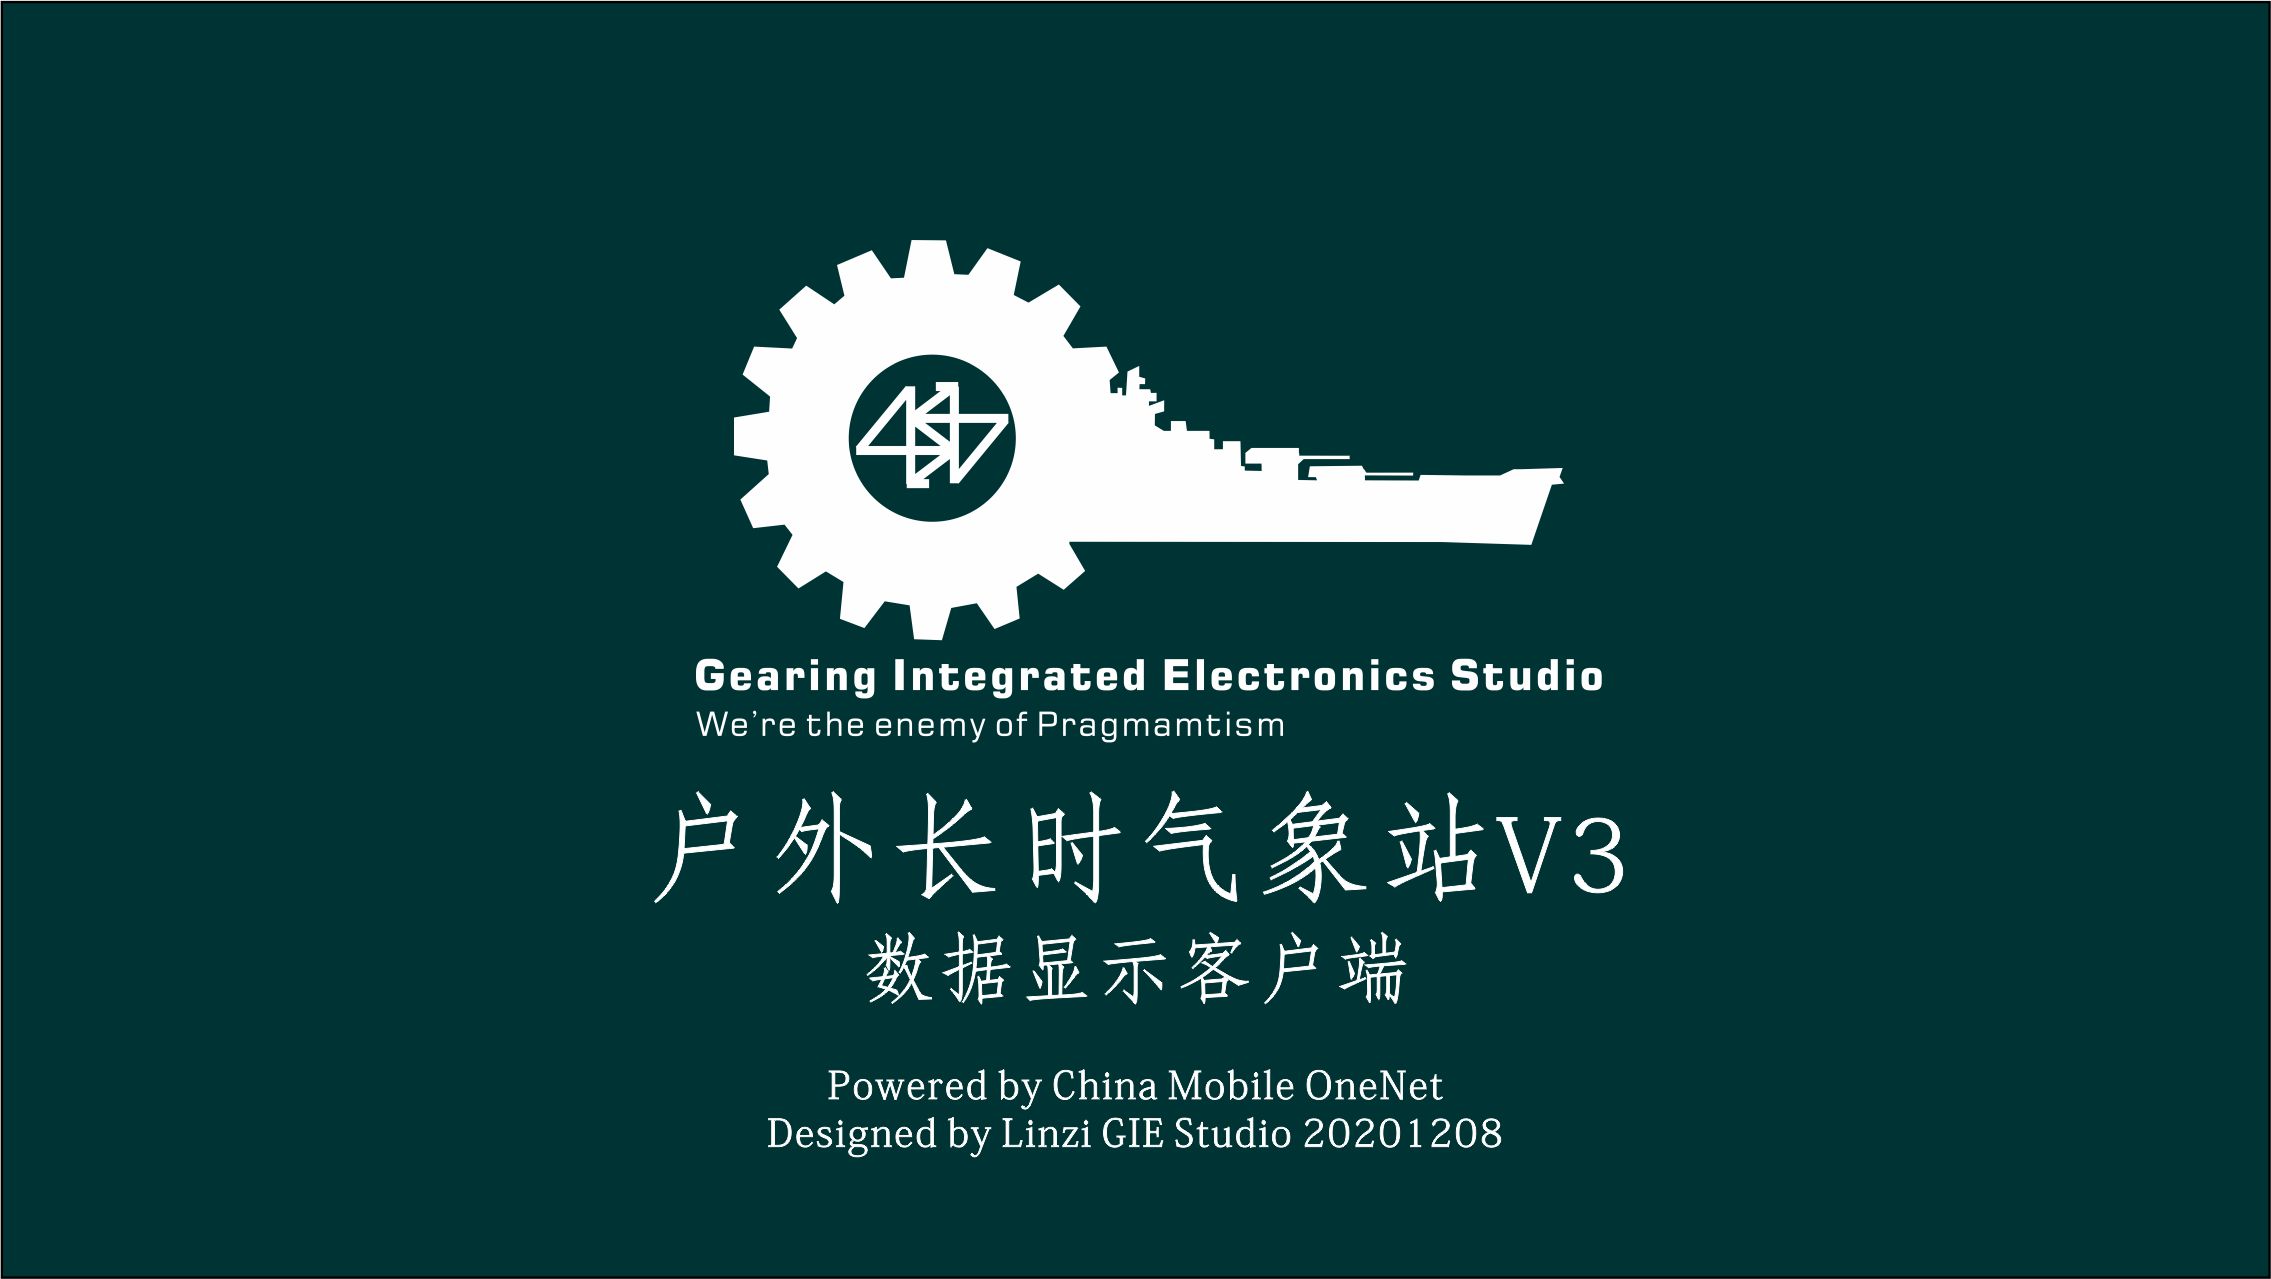 Gearing Integrated Electronics Studio
We're the enemy of Pragmamtism
户外长时气象站V3
数据显示客户端
Powered by China Mobile OneNet
Designed by Linzi GIE Studio 20201208